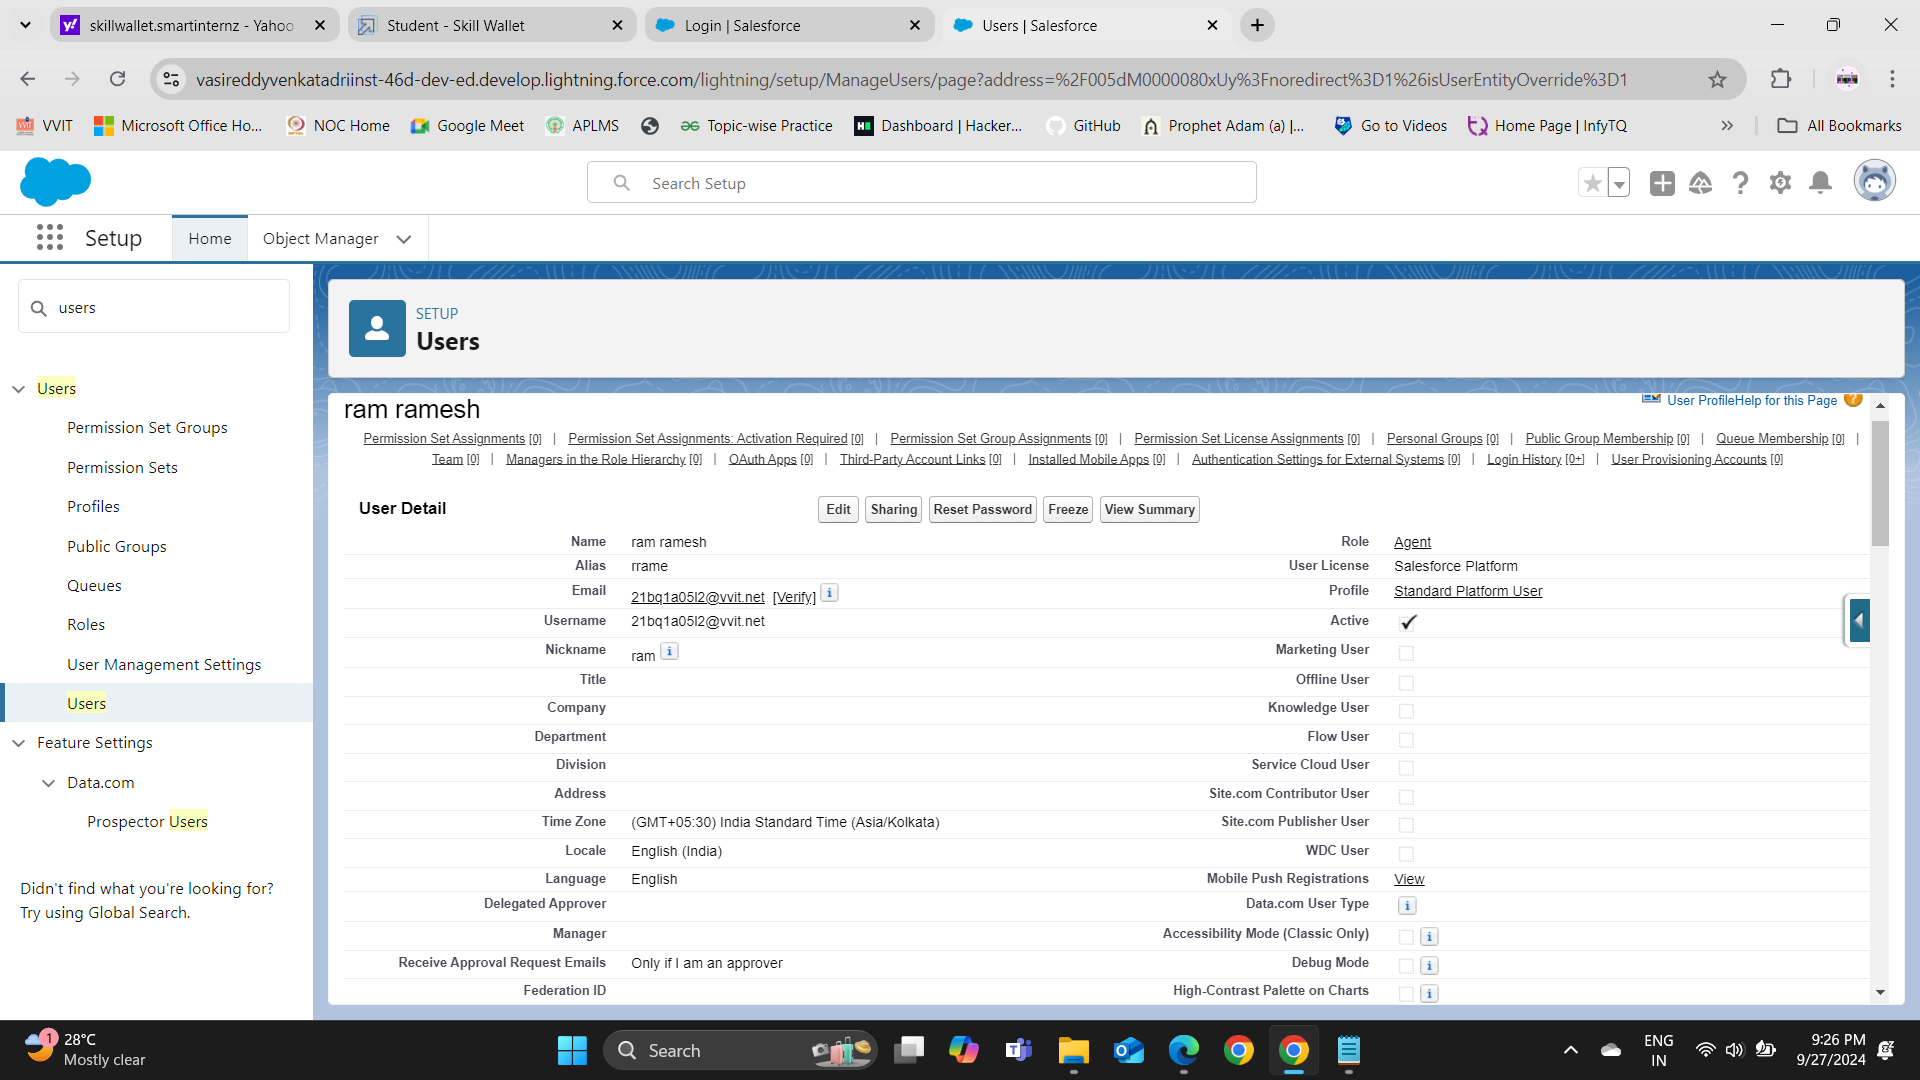 skillwallet.smartinternz - Yahoo
Student - Skill Wallet
Login | Salesforce
Users | Salesforce
vasireddyvenkatadriinst-46d-dev-ed.develop.lightning.force.com/lightning/setup/ManageUsers/page?address=%2F005dM0000080xUy%3Fnoredirect%3D1%26isUserEntityOverride%3D1
VVIT
Microsoft Office Ho...
NOC Home
Google Meet
APLMS
Topic-wise Practice
Dashboard | Hacker...
GitHub
Prophet Adam (a) |...
Go to Videos
Home Page | InfyTQ
All Bookmarks
Search Setup
Setup
Home
Object Manager
users
Users
Permission Set Groups
Permission Sets
Profiles
Public Groups
Queues
Roles
User Management Settings
Users
Feature Settings
Data.com
Prospector Users
Didn't find what you're looking for?
Try using Global Search.
SETUP
Users
ram ramesh
User Profile Help for this Page
Permission Set Assignments [0] | Permission Set Assignments: Activation Required [0] | Permission Set Group Assignments [0] | Permission Set License Assignments [0] | Personal Groups [0] | Public Group Membership [0] | Queue Membership [0] |
Team [0] | Managers in the Role Hierarchy [0] | OAuth Apps [0] | Third-Party Account Links [0] | Installed Mobile Apps [0] | Authentication Settings for External Systems [0] | Login History [0+] | User Provisioning Accounts [0]
User Detail
Edit Sharing Reset Password Freeze View Summary
Name ram ramesh Role Agent
Alias rrame User License Salesforce Platform
Email 21bq1a05l2@vvit.net [Verify] i Profile Standard Platform User
Username 21bq1a05l2@vvit.net Active
Nickname ram i Marketing User
Title Offline User
Company Knowledge User
Department Flow User
Division Service Cloud User
Address Site.com Contributor User
Time Zone (GMT+05:30) India Standard Time (Asia/Kolkata) Site.com Publisher User
Locale English (India) WDC User
Language English Mobile Push Registrations View
Delegated Approver Data.com User Type i
Manager Accessibility Mode (Classic Only) i
Receive Approval Request Emails Only if I am an approver Debug Mode i
Federation ID High-Contrast Palette on Charts i
1
28°C
Mostly clear
Search
ENG
IN
9:26 PM
9/27/2024